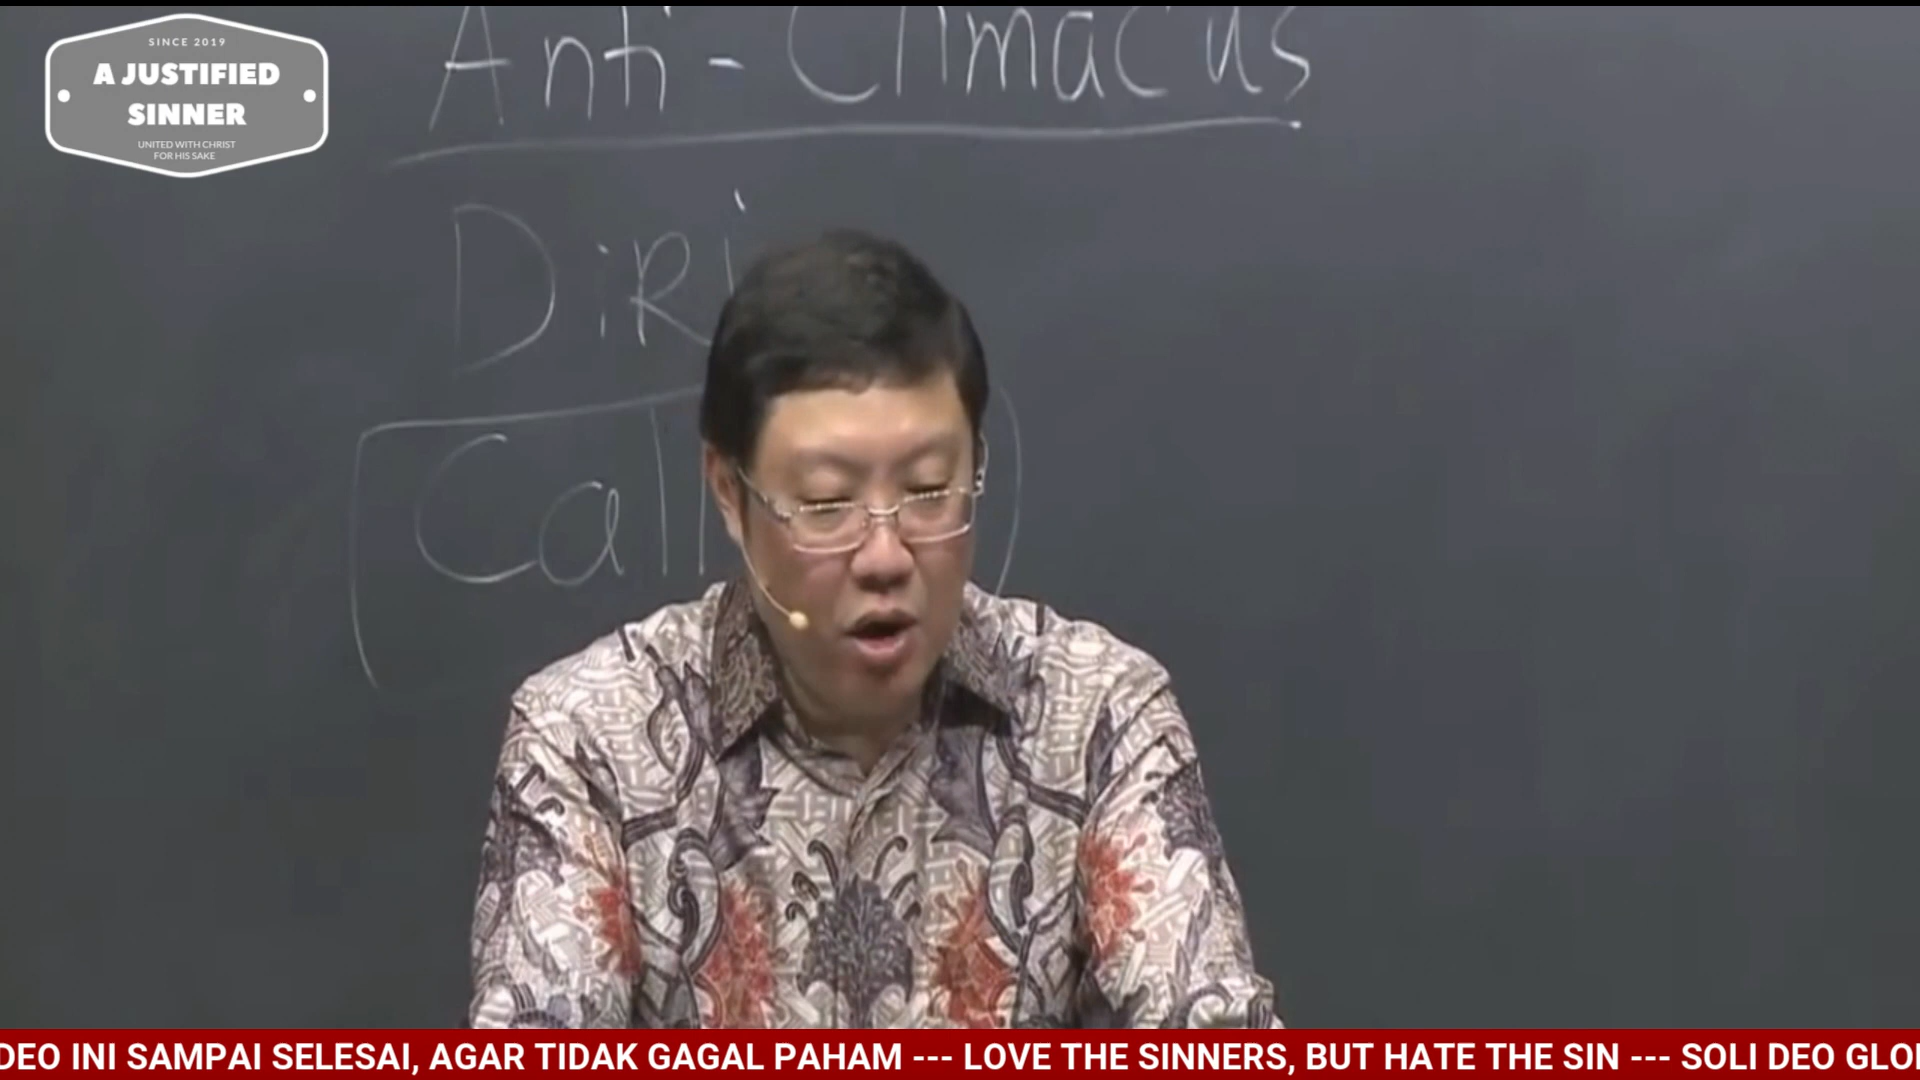 SINCE 2019
A JUSTIFIED
SINNER
UNITED WITH CHRIST
FOR HIS SAKE
Anti-Climacus
DiRi
DEO INI SAMPAI SELESAI, AGAR TIDAK GAGAL PAHAM --- LOVE THE SINNERS, BUT HATE THE SIN --- SOLI DEO GLO